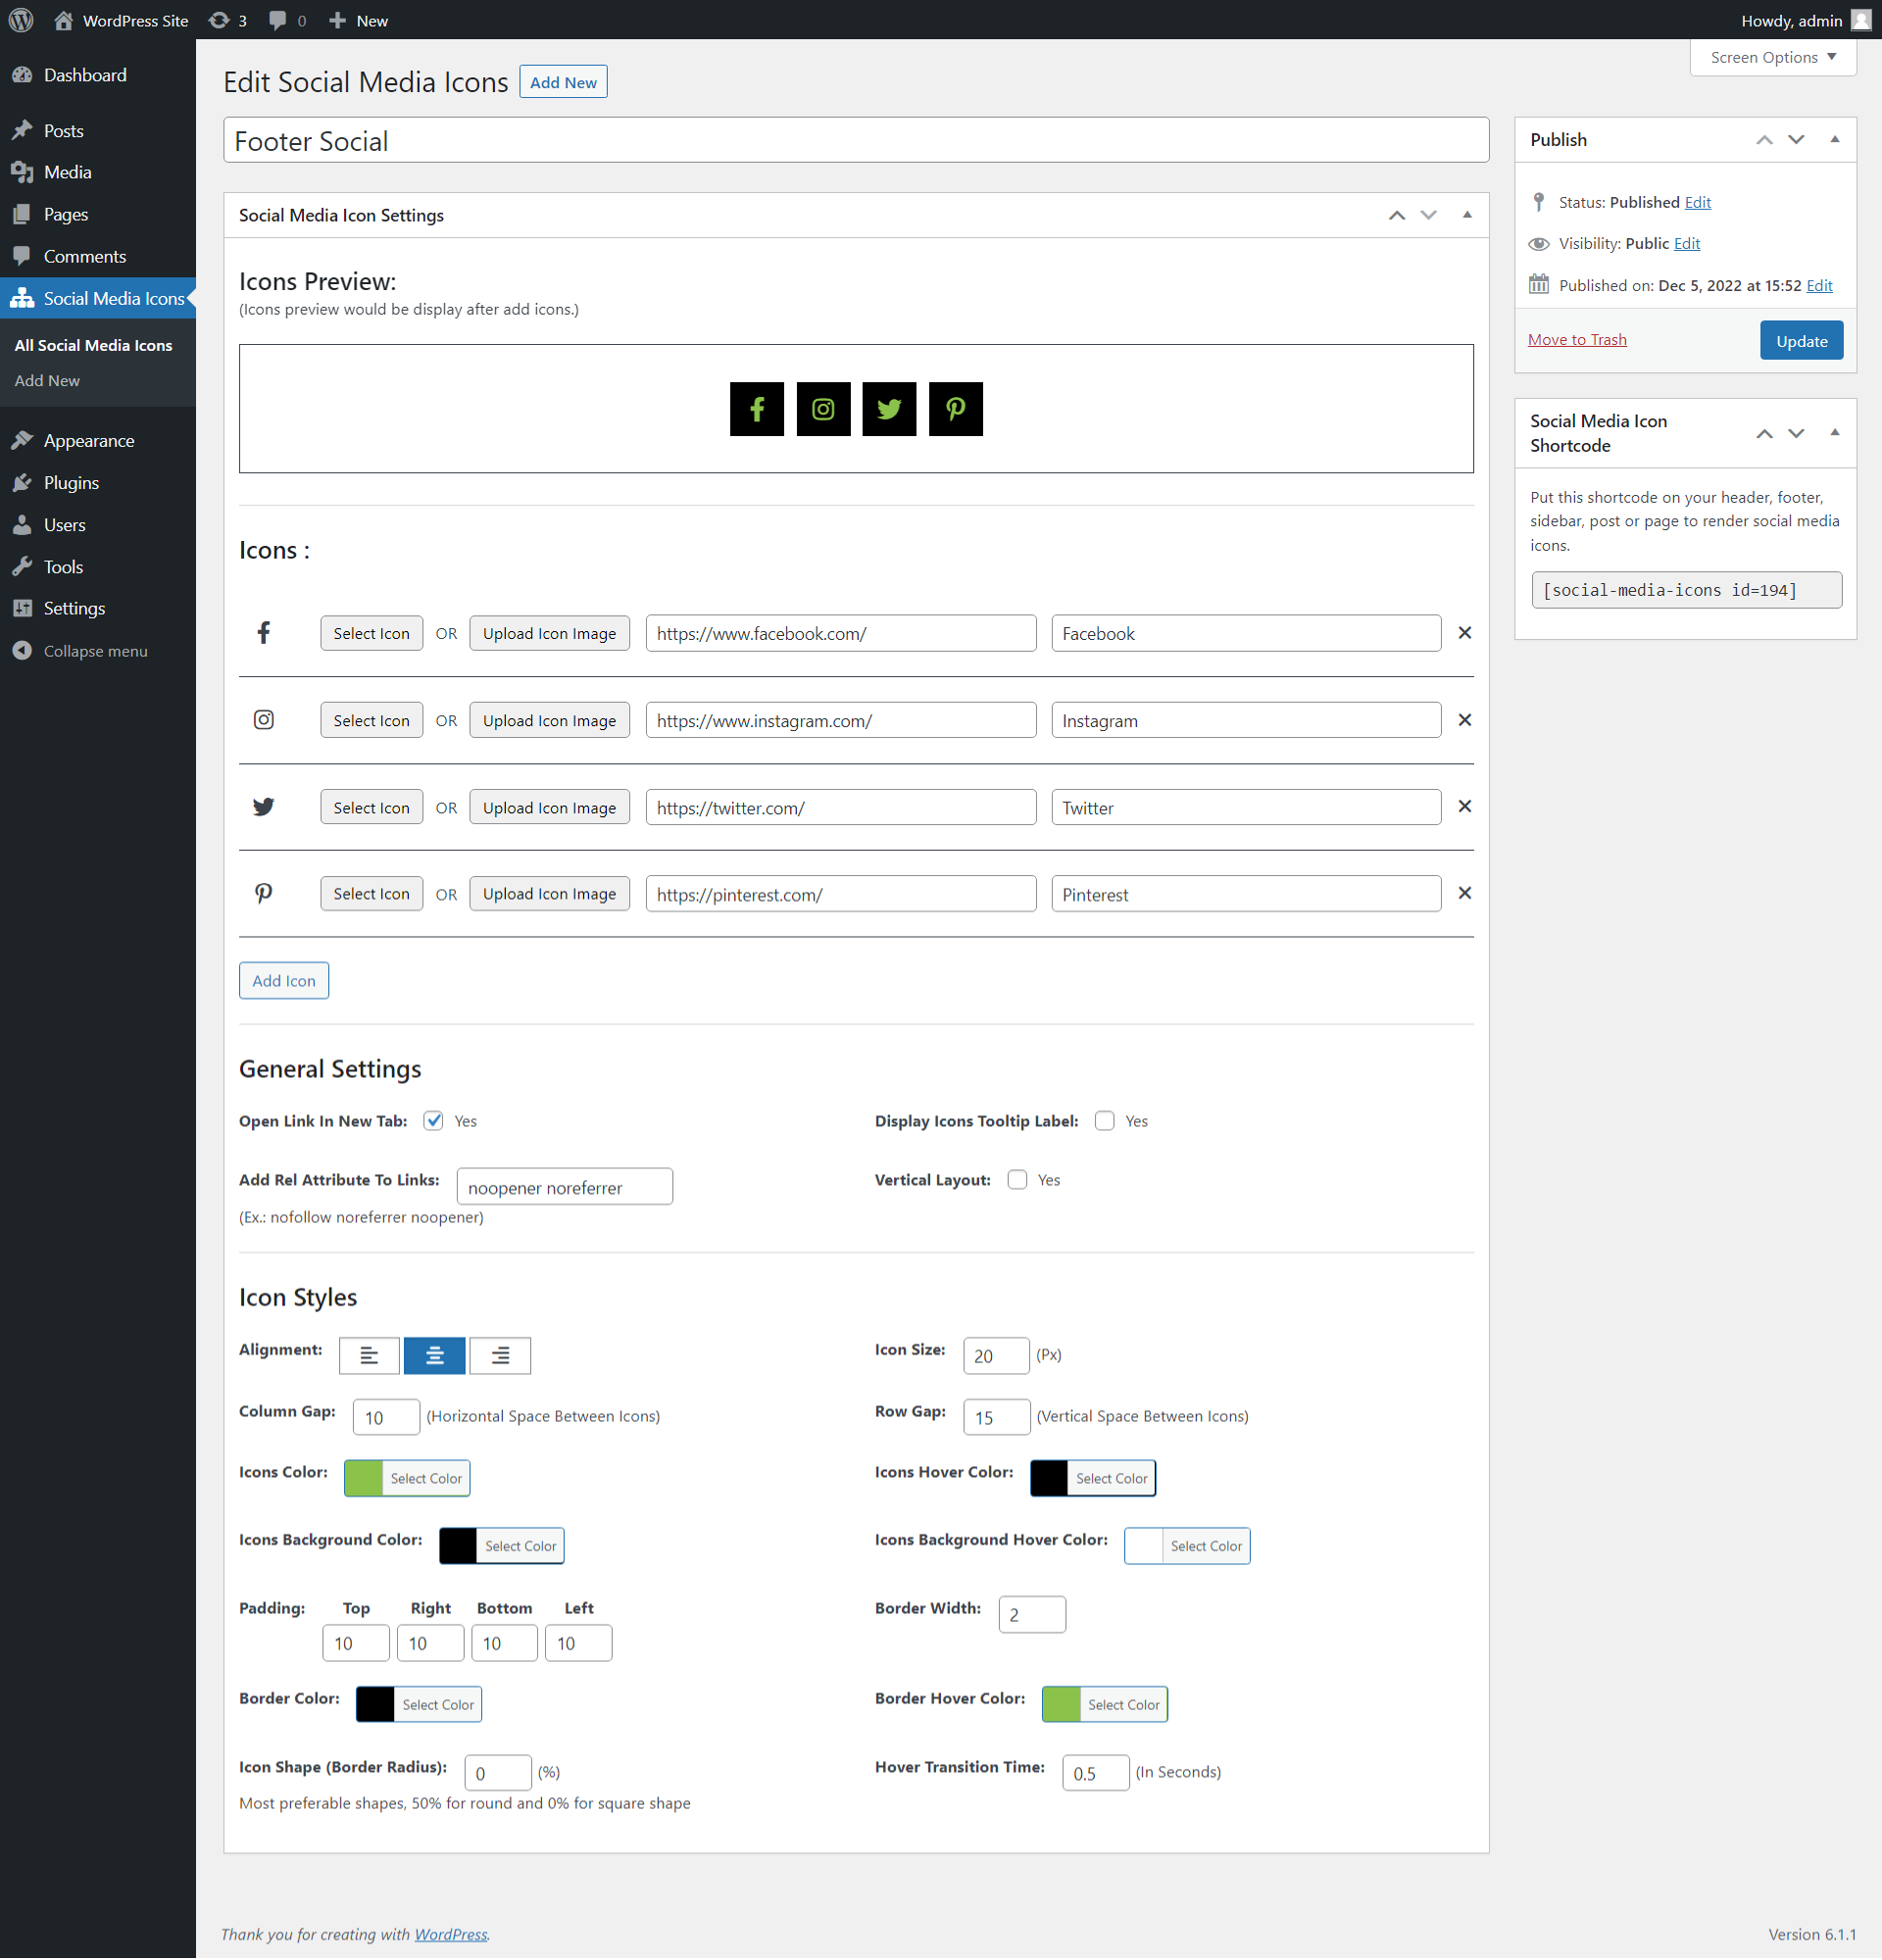 WordPress Site 3 0 New Howdy, admin
Screen Options
Dashboard
Posts
Media
Pages
Comments
Social Media Icons
All Social Media Icons
Add New
Appearance
Plugins
Users
Tools
Settings
Collapse menu
Edit Social Media Icons Add New
Footer Social
Social Media Icon Settings
Icons Preview:
(Icons preview would be display after add icons.)
Icons :
Select Icon OR Upload Icon Image https://www.facebook.com/ Facebook
Select Icon OR Upload Icon Image https://www.instagram.com/ Instagram
Select Icon OR Upload Icon Image https://twitter.com/ Twitter
Select Icon OR Upload Icon Image https://pinterest.com/ Pinterest
Add Icon
General Settings
Open Link In New Tab: Yes Display Icons Tooltip Label: Yes
Add Rel Attribute To Links: noopener noreferrer Vertical Layout: Yes
(Ex.: nofollow noreferrer noopener)
Icon Styles
Alignment: Icon Size: 20 (Px)
Column Gap: 10 (Horizontal Space Between Icons) Row Gap: 15 (Vertical Space Between Icons)
Icons Color: Select Color Icons Hover Color: Select Color
Icons Background Color: Select Color Icons Background Hover Color: Select Color
Padding: Top Right Bottom Left Border Width: 2
10 10 10 10
Border Color: Select Color Border Hover Color: Select Color
Icon Shape (Border Radius): 0 (%) Hover Transition Time: 0.5 (In Seconds)
Most preferable shapes, 50% for round and 0% for square shape
Publish
Status: Published Edit
Visibility: Public Edit
Published on: Dec 5, 2022 at 15:52 Edit
Move to Trash Update
Social Media Icon
Shortcode
Put this shortcode on your header, footer,
sidebar, post or page to render social media
icons.
[social-media-icons id=194]
Thank you for creating with WordPress. Version 6.1.1